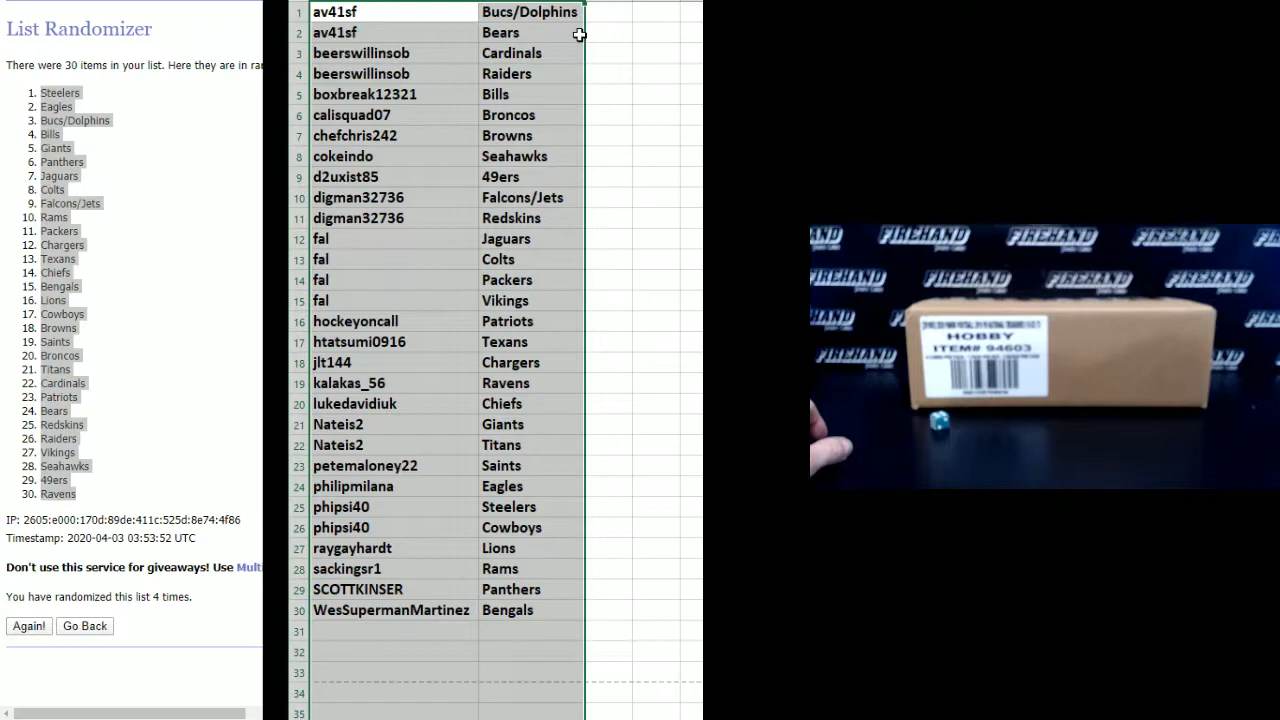 List Randomizer
There were 30 items in your list. Here they are in ran
1. Steelers
2. Eagles
3. Bucs/Dolphins
4. Bills
5. Giants
6. Panthers
7. Jaguars
8. Colts
9. Falcons/Jets
10. Rams
11. Packers
12. Chargers
13. Texans
14. Chiefs
15. Bengals
16. Lions
17. Cowboys
18. Browns
19. Saints
20. Broncos
21. Titans
22. Cardinals
23. Patriots
24. Bears
25. Redskins
26. Raiders
27. Vikings
28. Seahawks
29. 49ers
30. Ravens
IP: 2605:e000:170d:89de:411c:525d:8e74:4f86
Timestamp: 2020-04-03 03:53:52 UTC
Don't use this service for giveaways! Use Multi
You have randomized this list 4 times.
Again! Go Back
1 av41sf Bucs/Dolphins
2 av41sf Bears
3 beerswillinsob Cardinals
4 beerswillinsob Raiders
5 boxbreak12321 Bills
6 calisquad07 Broncos
7 chefchris242 Browns
8 cokeindo Seahawks
9 d2uxist85 49ers
10 digman32736 Falcons/Jets
11 digman32736 Redskins
12 fal Jaguars
13 fal Colts
14 fal Packers
15 fal Vikings
16 hockeyoncall Patriots
17 htatsumi0916 Texans
18 jlt144 Chargers
19 kalakas_56 Ravens
20 lukedavidiuk Chiefs
21 Nateis2 Giants
22 Nateis2 Titans
23 petemaloney22 Saints
24 philipmilana Eagles
25 phipsi40 Steelers
26 phipsi40 Cowboys
27 raygayhardt Lions
28 sackingsr1 Rams
29 SCOTTKINSER Panthers
30 WesSupermanMartinez Bengals
31
32
33
34
35
FIREHAND FIREHAND FIREHAND
FIREHAND FIREHAND
FIREHAND
HOBBY
ITEM# 94603